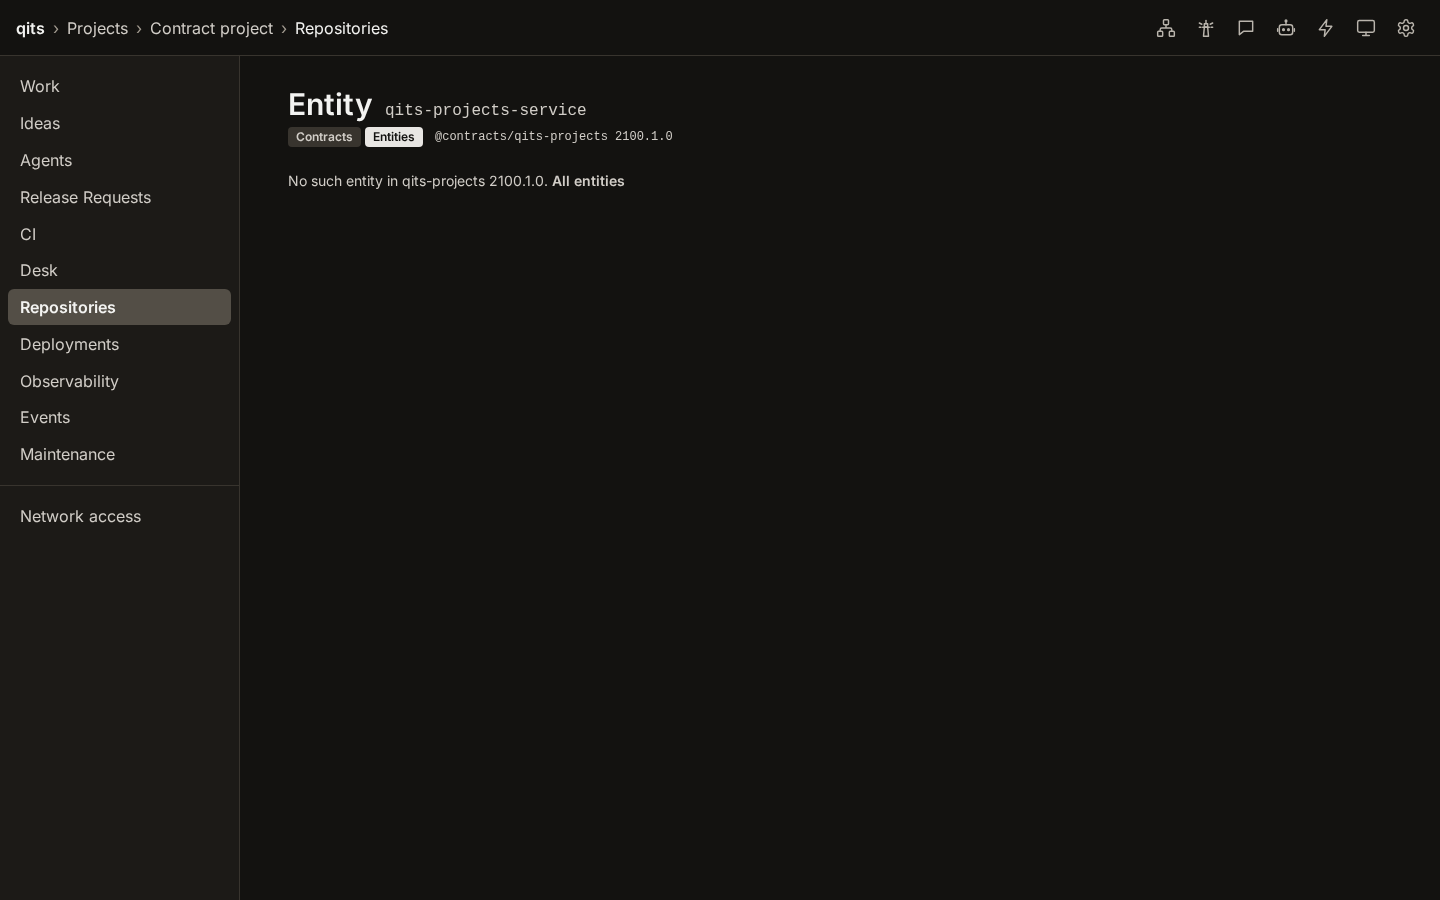 qits › Projects › Contract project › Repositories
Work
Ideas
Agents
Release Requests
CI
Desk
Repositories
Deployments
Observability
Events
Maintenance
Network access
Entity qits-projects-service
Contracts Entities @contracts/qits-projects 2100.1.0
No such entity in qits-projects 2100.1.0. All entities